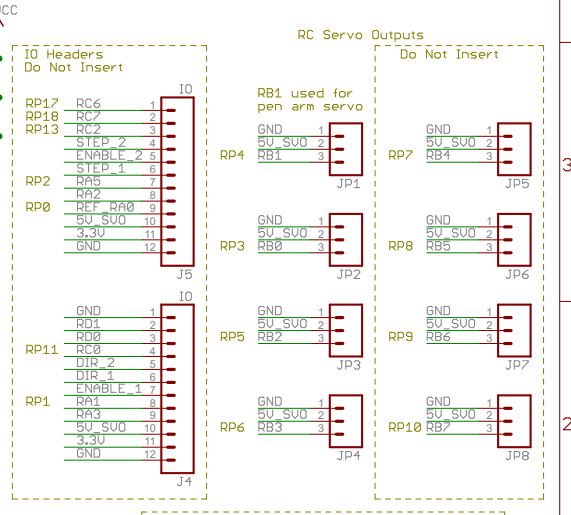 CC
RC Servo Outputs
IO Headers
Do Not Insert
IO
RP17 RC6 1
RP18 RC7 2
RP13 RC2 3
STEP_2 4
ENABLE_2 5
STEP_1 6
RP2 RA5 7
RA2 8
RP0 REF_RA0 9
5V_SVO 10
3.3V 11
GND 12
J5
IO
GND 1
RD1 2
RD0 3
RP11 RC0 4
DIR_2 5
DIR_1 6
ENABLE_1 7
RP1 RA1 8
RA3 9
5V_SVO 10
3.3V 11
GND 12
J4
RB1 used for
pen arm servo
GND 1
5V_SVO 2
RP4 RB1 3
JP1
GND 1
5V_SVO 2
RP3 RB0 3
JP2
GND 1
5V_SVO 2
RP5 RB2 3
JP3
GND 1
5V_SVO 2
RP6 RB3 3
JP4
Do Not Insert
GND 1
5V_SVO 2
RP7 RB4 3
JP5
GND 1
5V_SVO 2
RP8 RB5 3
JP6
GND 1
5V_SVO 2
RP9 RB6 3
JP7
GND 1
5V_SVO 2
RP10 RB7 3
JP8
3
2